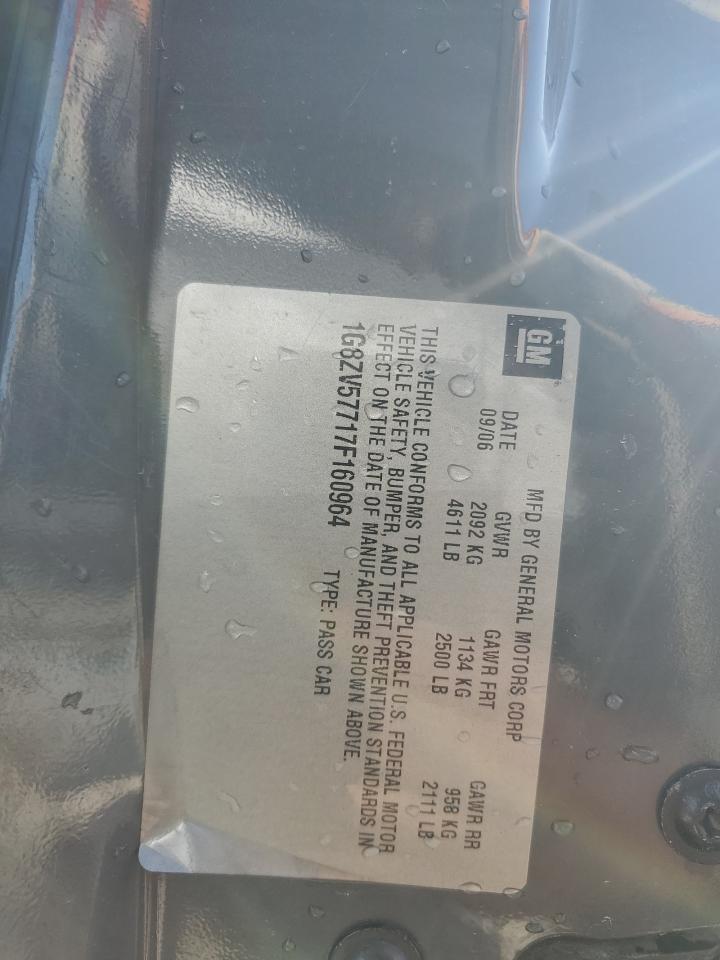 GM
MFD BY GENERAL MOTORS CORP
DATE GVWR GAWR FRT GAWR RR
09/06 2092 KG 1134 KG 958 KG
4611 LB 2500 LB 2111 LB
THIS VEHICLE CONFORMS TO ALL APPLICABLE U.S. FEDERAL MOTOR
VEHICLE SAFETY, BUMPER, AND THEFT PREVENTION STANDARDS IN
EFFECT ON THE DATE OF MANUFACTURE SHOWN ABOVE.
1G8ZV57717F160964 TYPE: PASS CAR